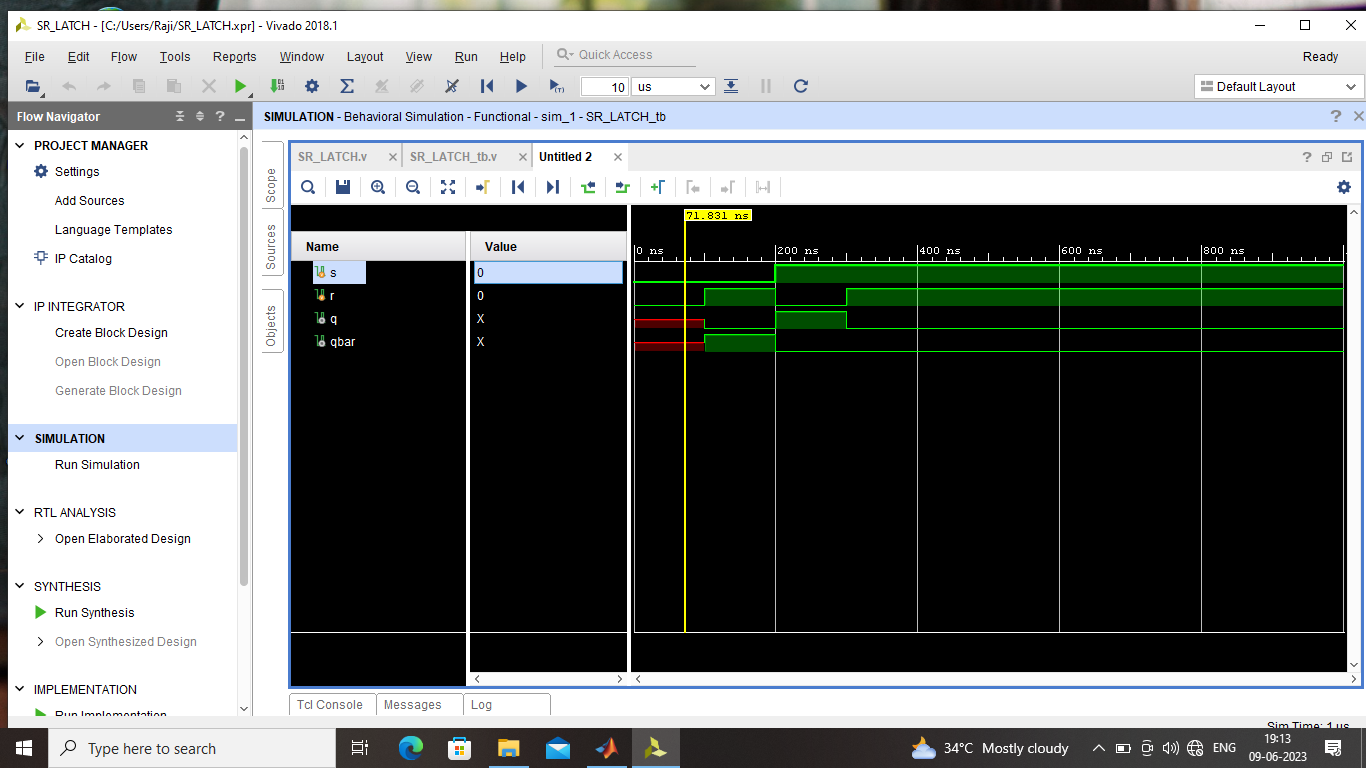 SR_LATCH - [C:/Users/Raji/SR_LATCH.xpr] - Vivado 2018.1
File Edit Flow Tools Reports Window Layout View Run Help Quick Access Ready
10 us Default Layout
Flow Navigator
SIMULATION - Behavioral Simulation - Functional - sim_1 - SR_LATCH_tb
PROJECT MANAGER
Settings
Add Sources
Language Templates
IP Catalog
IP INTEGRATOR
Create Block Design
Open Block Design
Generate Block Design
SIMULATION
Run Simulation
RTL ANALYSIS
Open Elaborated Design
SYNTHESIS
Run Synthesis
Open Synthesized Design
IMPLEMENTATION
Run Implementation
Scope
Sources
Objects
SR_LATCH.v SR_LATCH_tb.v Untitled 2
71.831 ns
Name Value
0 ns 200 ns 400 ns 600 ns 800 ns
s 0
r 0
q X
qbar X
Tcl Console Messages Log
Sim Time: 1 us
Type here to search
34°C Mostly cloudy
ENG
19:13
09-06-2023